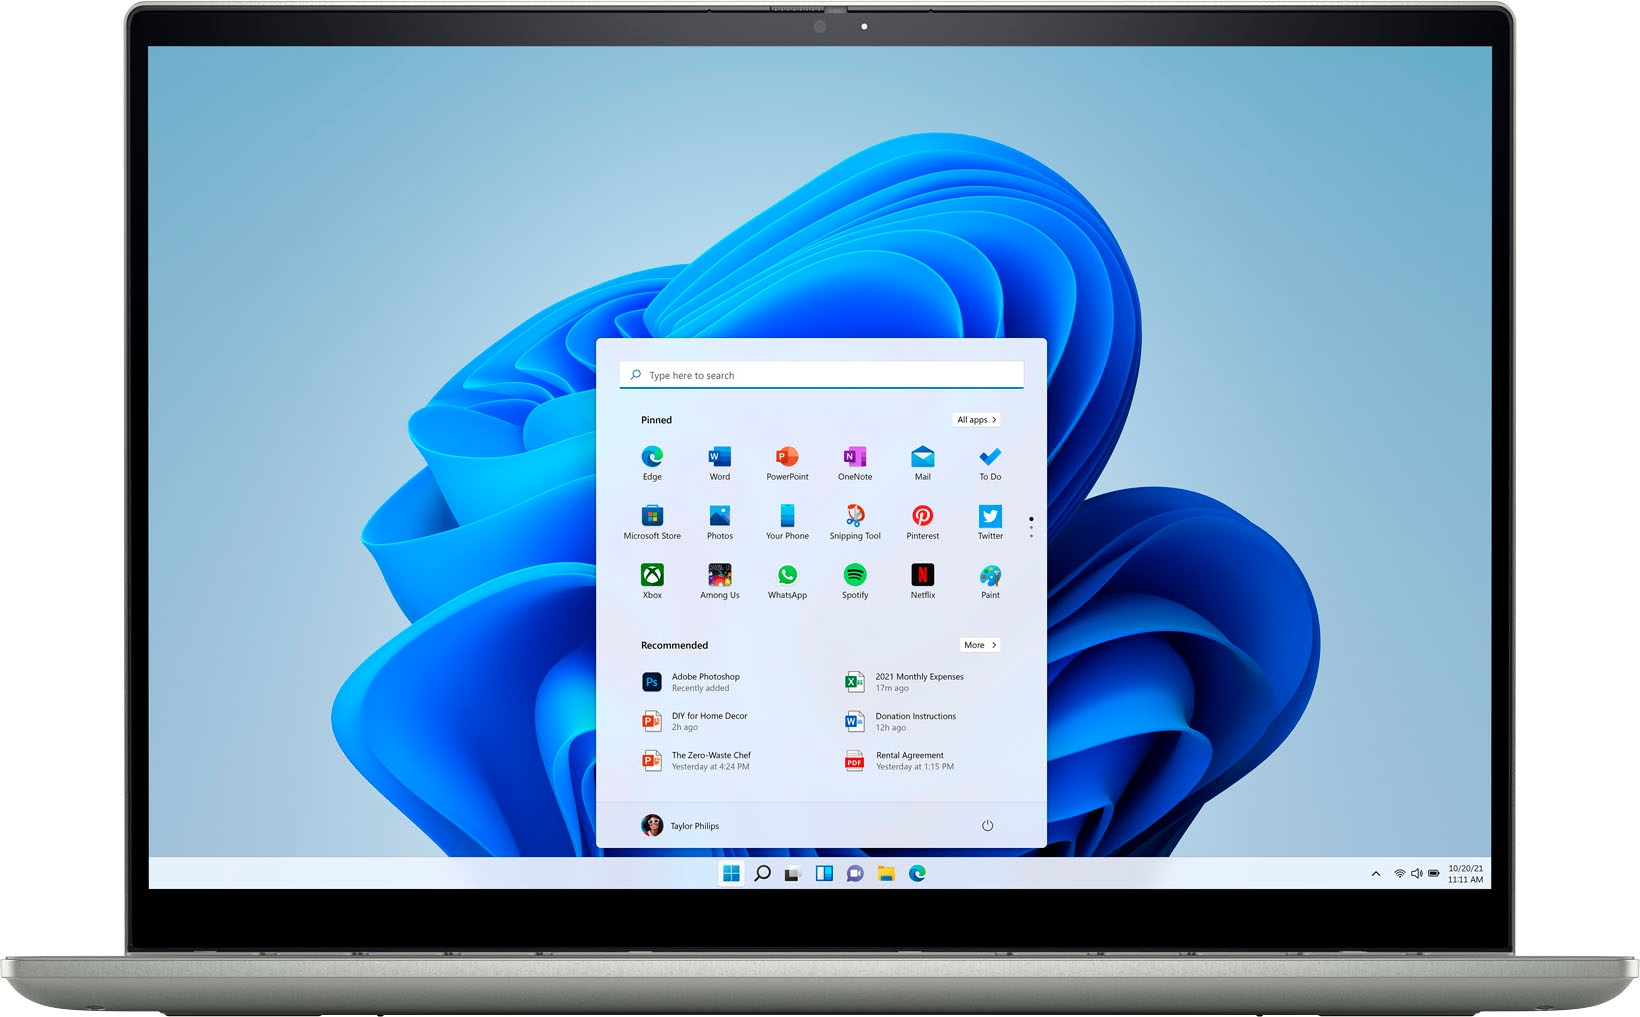 Type here to search
Pinned
All apps >
Edge
Word
PowerPoint
OneNote
Mail
To Do
Microsoft Store
Photos
Your Phone
Snipping Tool
Pinterest
Twitter
Xbox
Among Us
WhatsApp
Spotify
Netflix
Paint
Recommended
More >
Ps
Adobe Photoshop
Recently added
2021 Monthly Expenses
17m ago
DIY for Home Decor
2h ago
Donation Instructions
12h ago
The Zero-Waste Chef
Yesterday at 4:24 PM
PDF
Rental Agreement
Yesterday at 1:15 PM
Taylor Philips
10/20/21
11:11 AM